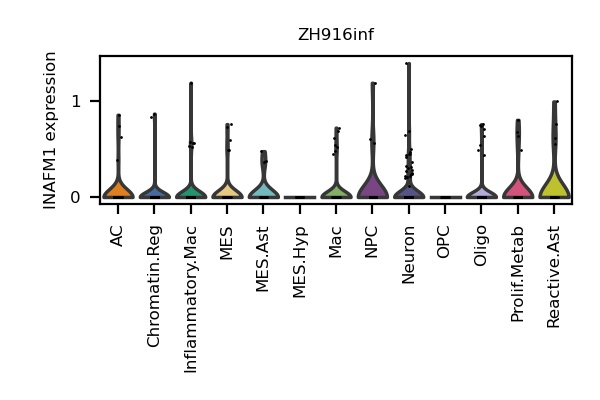 ZH916inf
INAFM1 expression
1
0
AC
Chromatin.Reg
Inflammatory.Mac
MES
MES.Ast
MES.Hyp
Mac
NPC
Neuron
OPC
Oligo
Prolif.Metab
Reactive.Ast